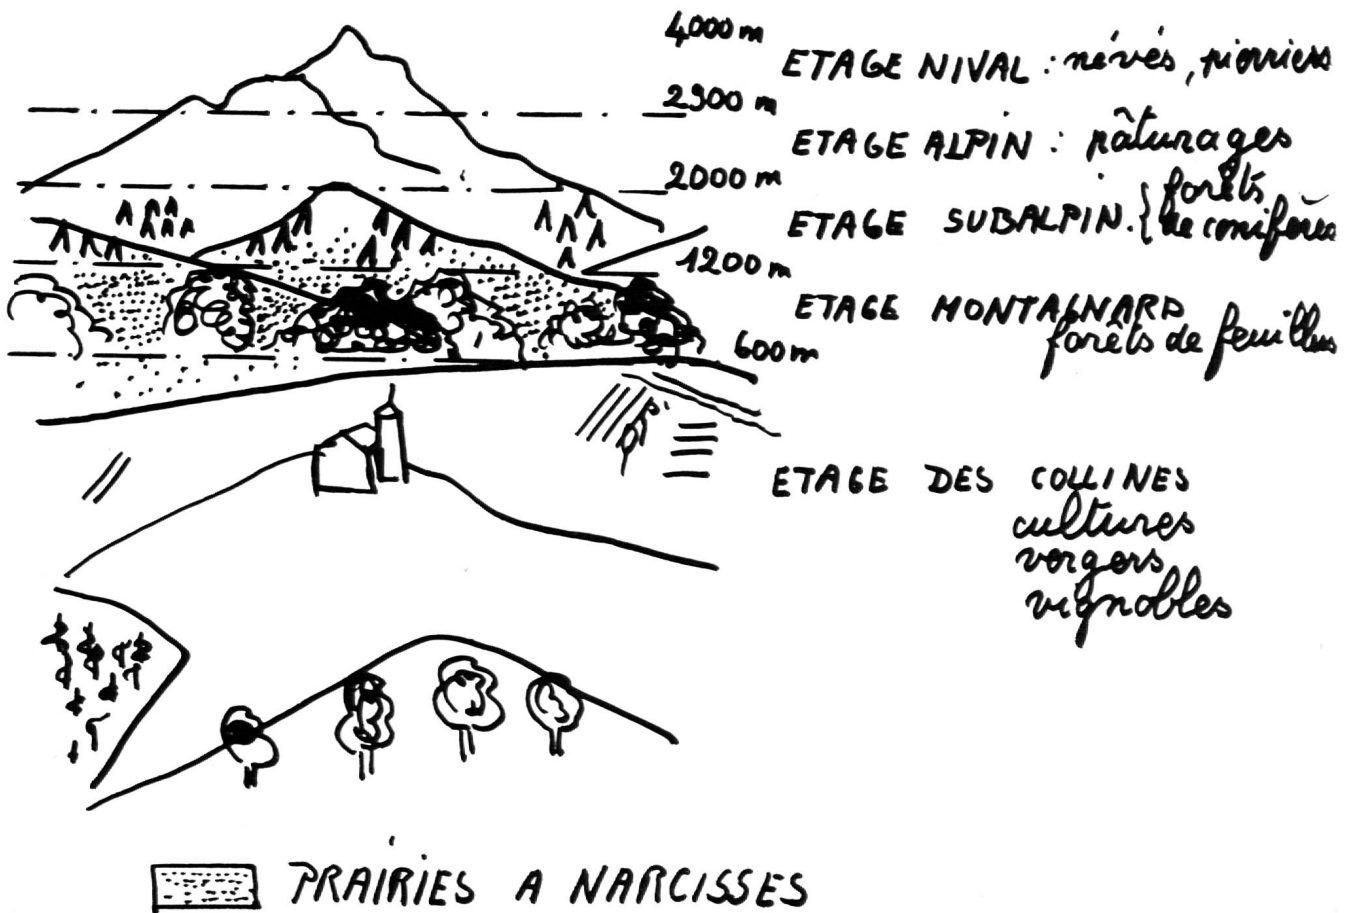 4000 m
ETAGE NIVAL : névés, pierriers
2300 m
ETAGE ALPIN : pâturages
2000 m
ETAGE SUBALPIN. { forêts
de conifères
1200 m
ETAGE MONTAGNARD
forêts de feuillus
600 m
ETAGE DES COLLINES
cultures
vergers
vignobles
PRAIRIES A NARCISSES